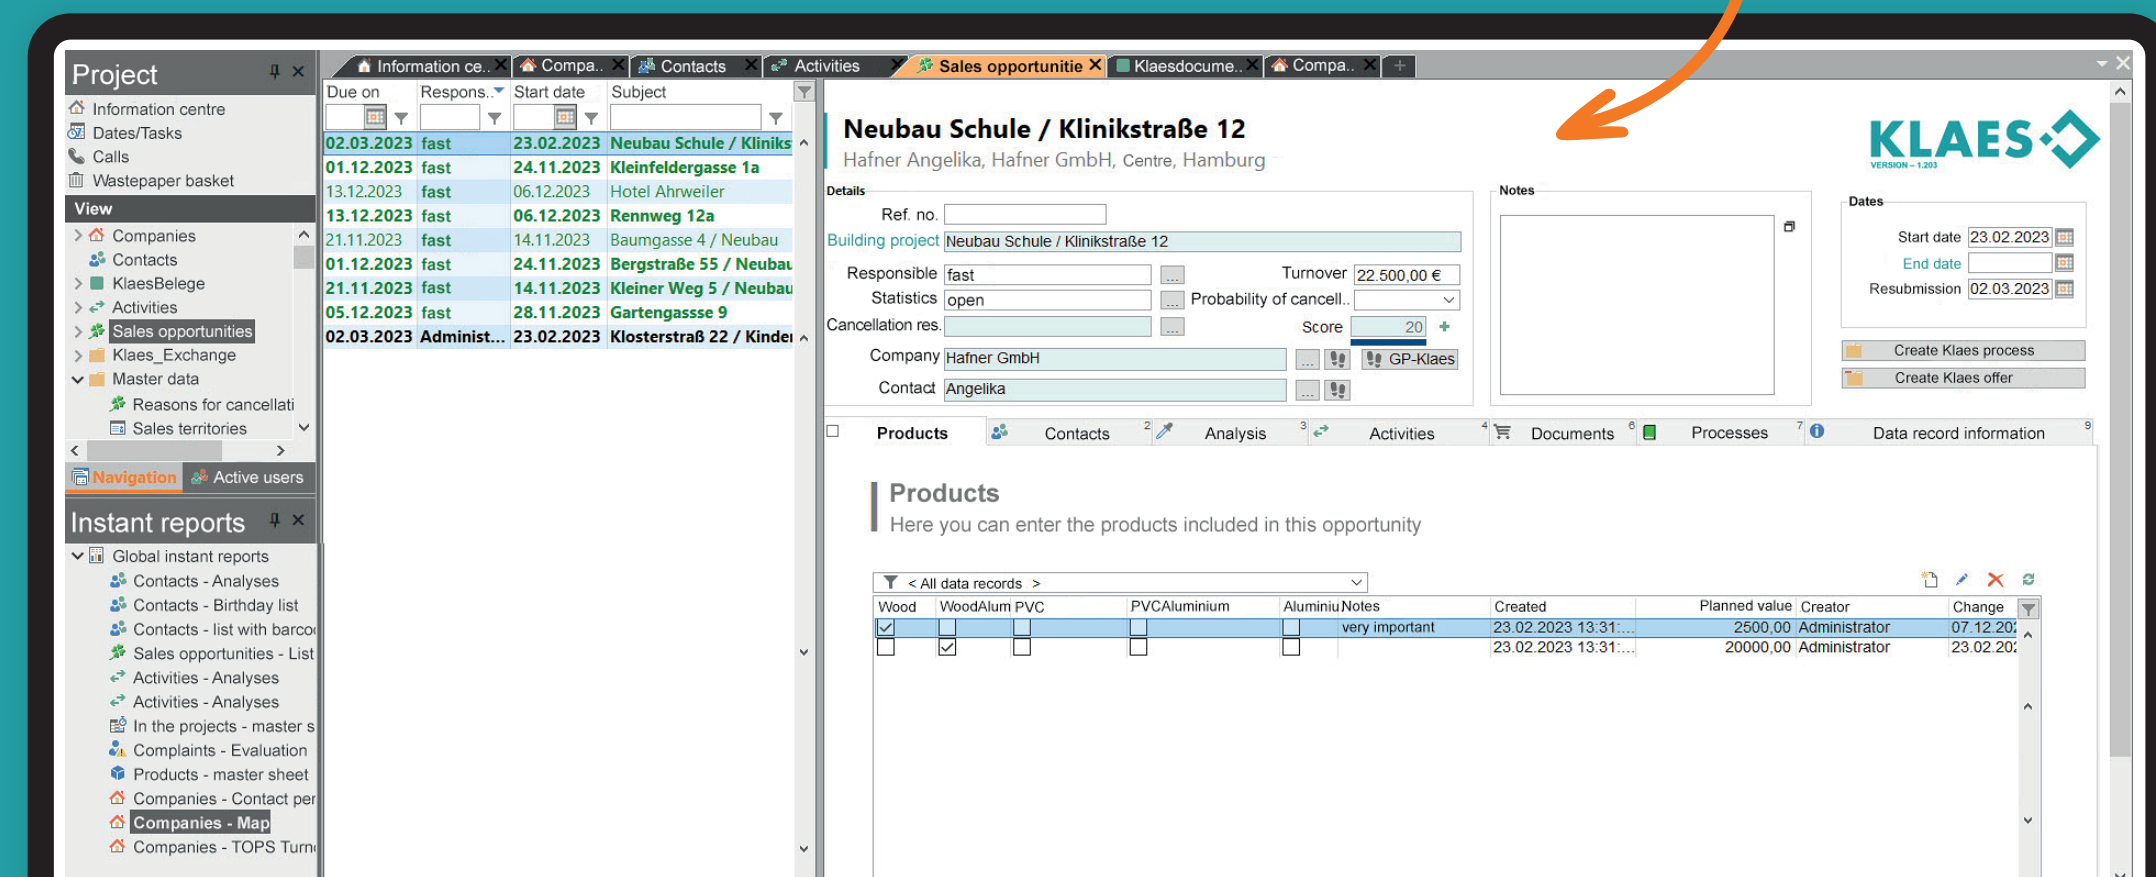 Project
Information centre
Dates/Tasks
Calls
Wastepaper basket
View
Companies
Contacts
KlaesBelege
Activities
Sales opportunities
Klaes_Exchange
Master data
Reasons for cancellati
Sales territories
Navigation Active users
Instant reports
Global instant reports
Contacts - Analyses
Contacts - Birthday list
Contacts - list with barco
Sales opportunities - List
Activities - Analyses
Activities - Analyses
In the projects - master s
Complaints - Evaluation
Products - master sheet
Companies - Contact per
Companies - Map
Companies - TOPS Turn
Information ce.. Compa.. Contacts Activities Sales opportunitie Klaesdocume.. Compa..
Due on Respons.. Start date Subject
02.03.2023 fast 23.02.2023 Neubau Schule / Kliniks
01.12.2023 fast 24.11.2023 Kleinfeldergasse 1a
13.12.2023 fast 06.12.2023 Hotel Ahrweiler
13.12.2023 fast 06.12.2023 Rennweg 12a
21.11.2023 fast 14.11.2023 Baumgasse 4 / Neubau
01.12.2023 fast 24.11.2023 Bergstraße 55 / Neubau
21.11.2023 fast 14.11.2023 Kleiner Weg 5 / Neubau
05.12.2023 fast 28.11.2023 Gartengassse 9
02.03.2023 Administ... 23.02.2023 Klosterstraß 22 / Kinder
Neubau Schule / Klinikstraße 12
Hafner Angelika, Hafner GmbH, Centre, Hamburg
KLAES
VERSION – 1.203
Details
Ref. no.
Building project Neubau Schule / Klinikstraße 12
Responsible fast ... Turnover 22.500,00 €
Statistics open ... Probability of cancell..
Cancellation res. ... Score 20
Company Hafner GmbH ... GP-Klaes
Contact Angelika ...
Notes
Dates
Start date 23.02.2023
End date
Resubmission 02.03.2023
Create Klaes process
Create Klaes offer
Products Contacts 2 Analysis 3 Activities 4 Documents 6 Processes 7 Data record information 9
Products
Here you can enter the products included in this opportunity
< All data records >
Wood WoodAlum PVC PVCAluminium Aluminiu Notes Created Planned value Creator Change
very important 23.02.2023 13:31:... 2500,00 Administrator 07.12.202
23.02.2023 13:31:... 20000,00 Administrator 23.02.202